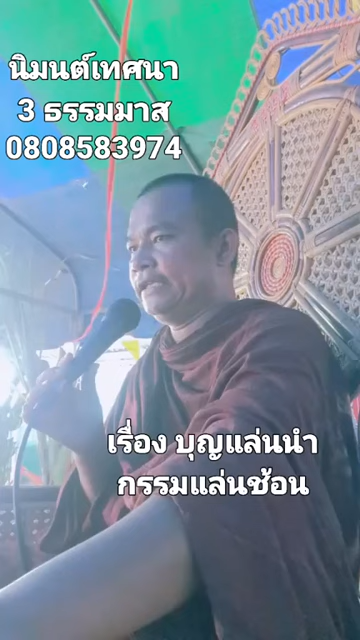 นิมนต์เทศนา
3 ธรรมมาส
0808583974
เรื่อง บุญแล่นนำ
กรรมแล่นช้อน